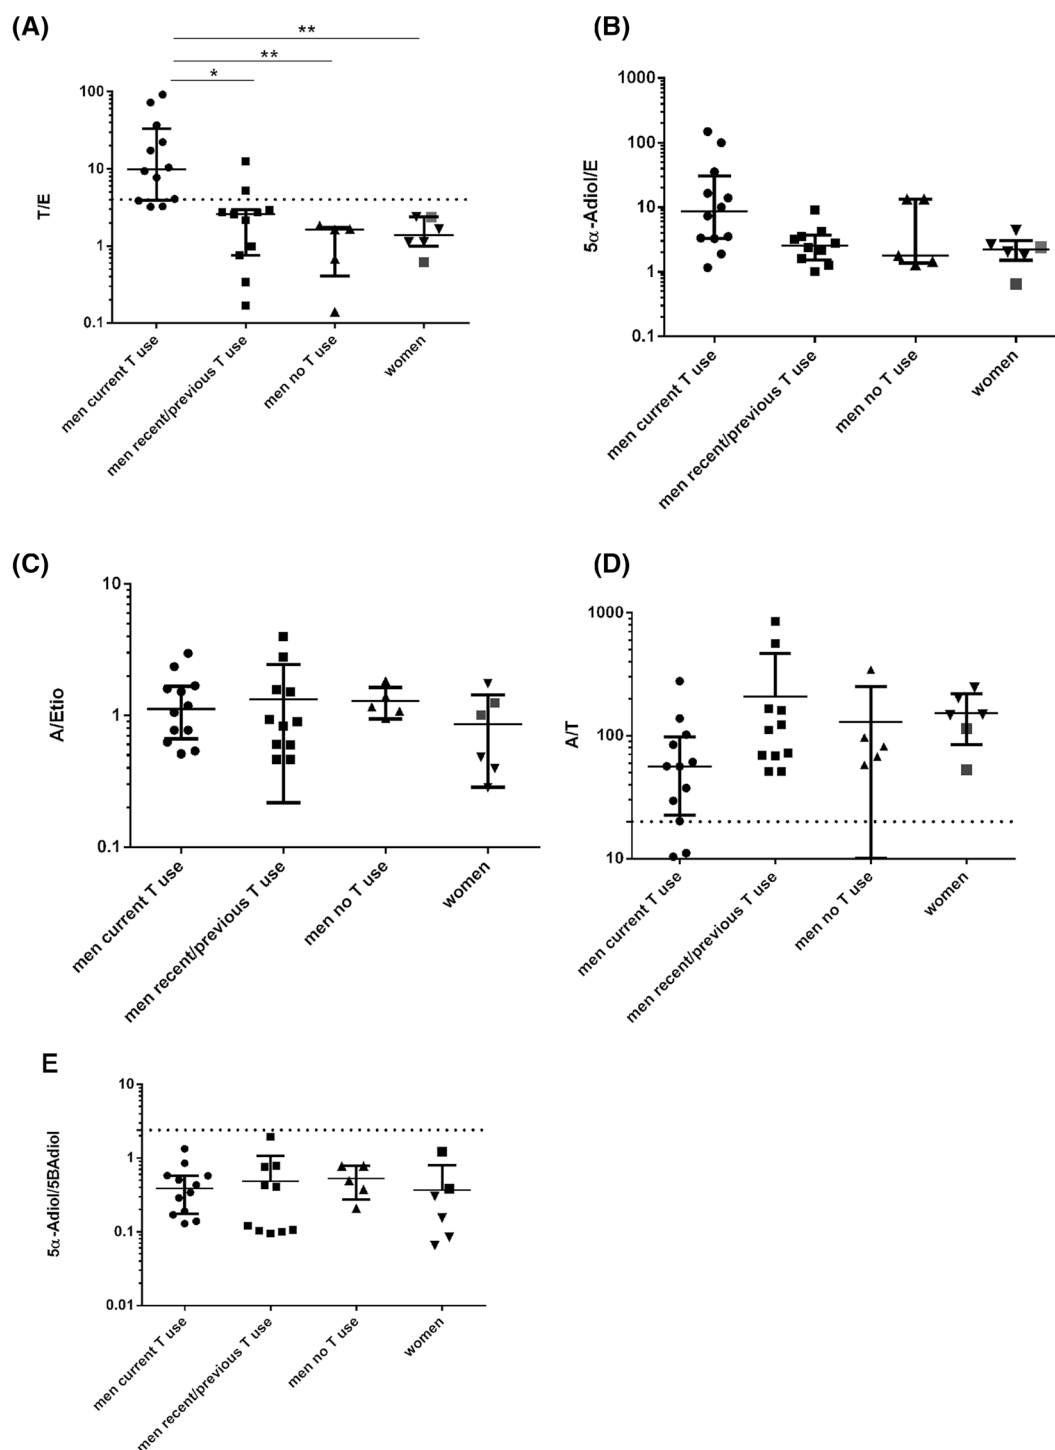 (A)
**
**
*
100
10
1
0.1
T/E
men current T use
men recent/previous T use
men no T use
women
(B)
1000
100
10
1
0.1
5α-Adiol/E
men current T use
men recent/previous T use
men no T use
women
(C)
10
1
0.1
A/Etio
men current T use
men recent/previous T use
men no T use
women
(D)
1000
100
10
A/T
men current T use
men recent/previous T use
men no T use
women
E
10
1
0.1
0.01
5α-Adiol/5BAdiol
men current T use
men recent/previous T use
men no T use
women